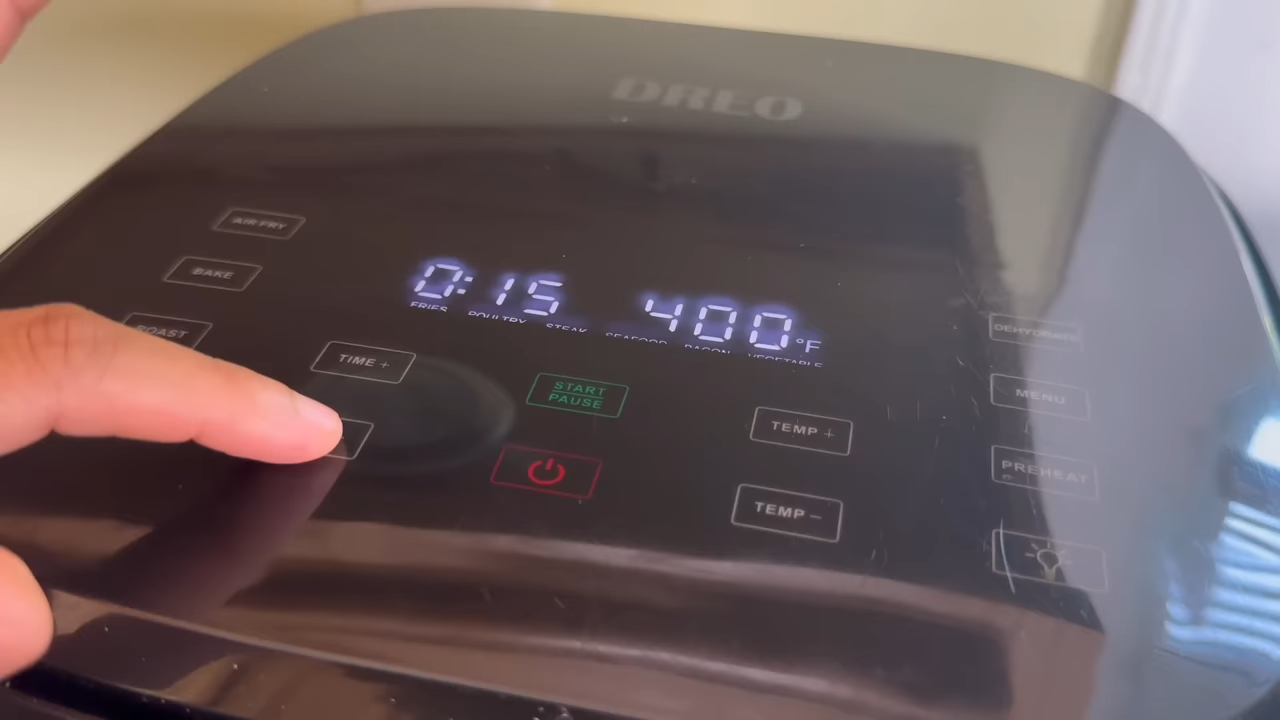 DREO
AIR FRY
BAKE
ROAST
0:15 400°F
FRIES POULTRY STEAK SEAFOOD BACON VEGETABLE
TIME +
START
PAUSE
TEMP +
TEMP −
DEHYDRATE
MENU
PREHEAT